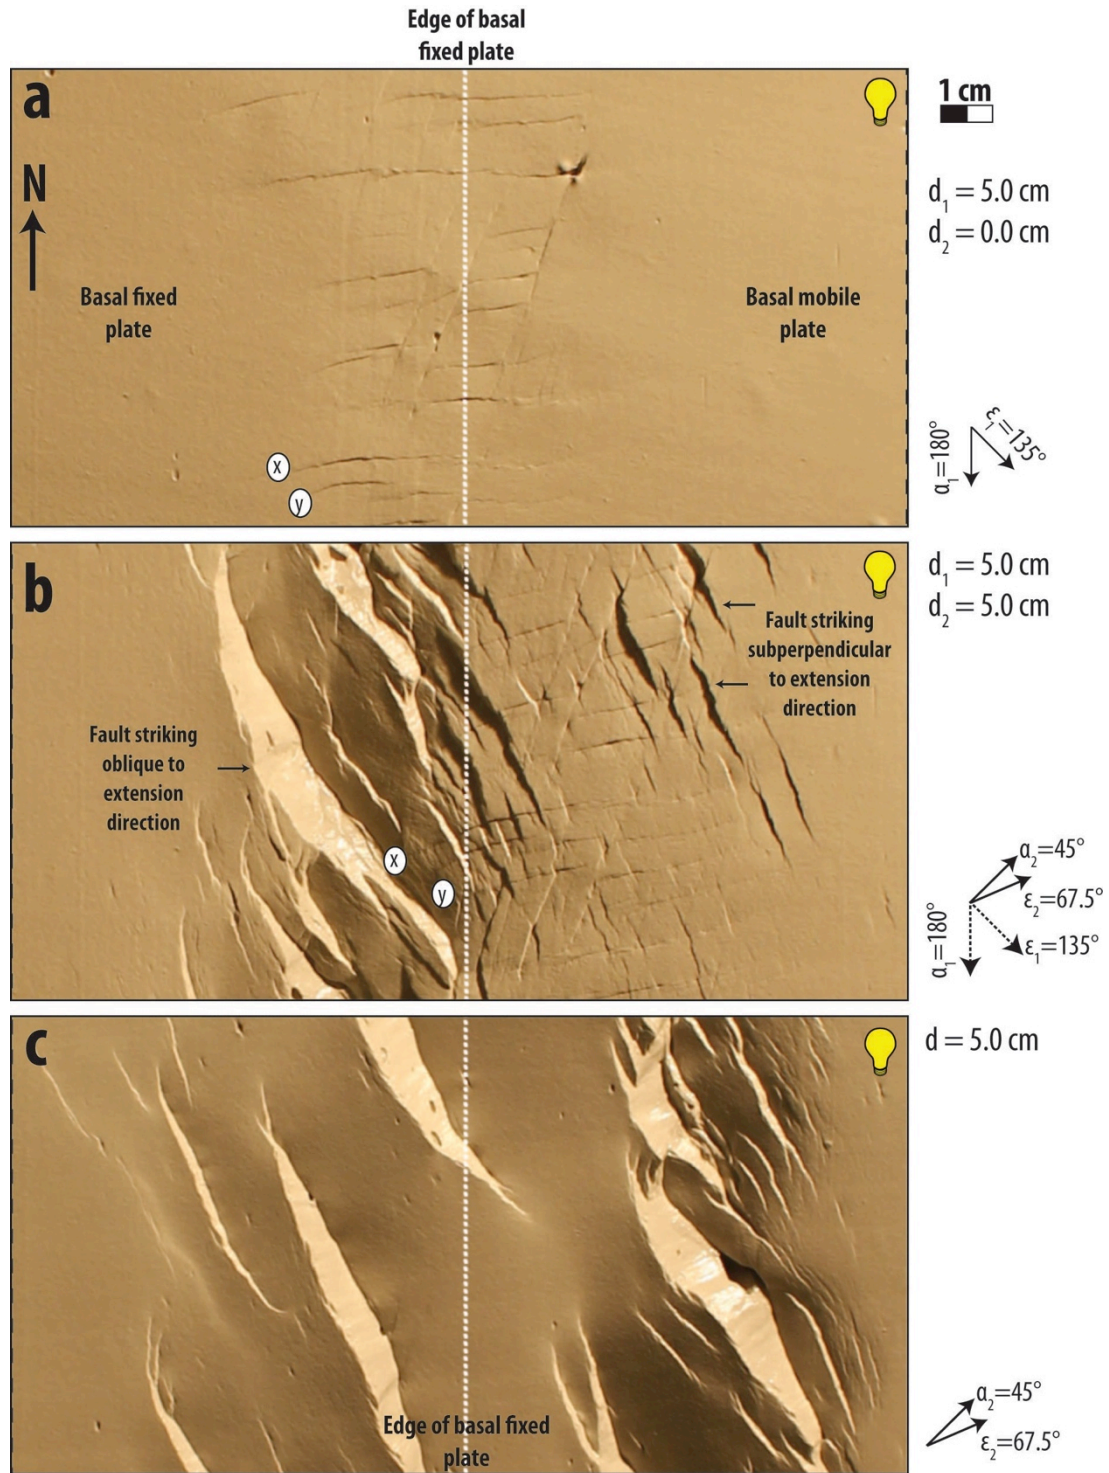 Edge of basal
fixed plate
a
N
Basal fixed
plate
Basal mobile
plate
x
y
1 cm
d₁ = 5.0 cm
d₂ = 0.0 cm
α₁=180°
ε₁=135°
b
Fault striking
oblique to
extension
direction
Fault striking
subperpendicular
to extension
direction
x
y
d₁ = 5.0 cm
d₂ = 5.0 cm
α₂=45°
ε₂=67.5°
α₁=180°
ε₁=135°
c
Edge of basal fixed
plate
d = 5.0 cm
α₂=45°
ε₂=67.5°